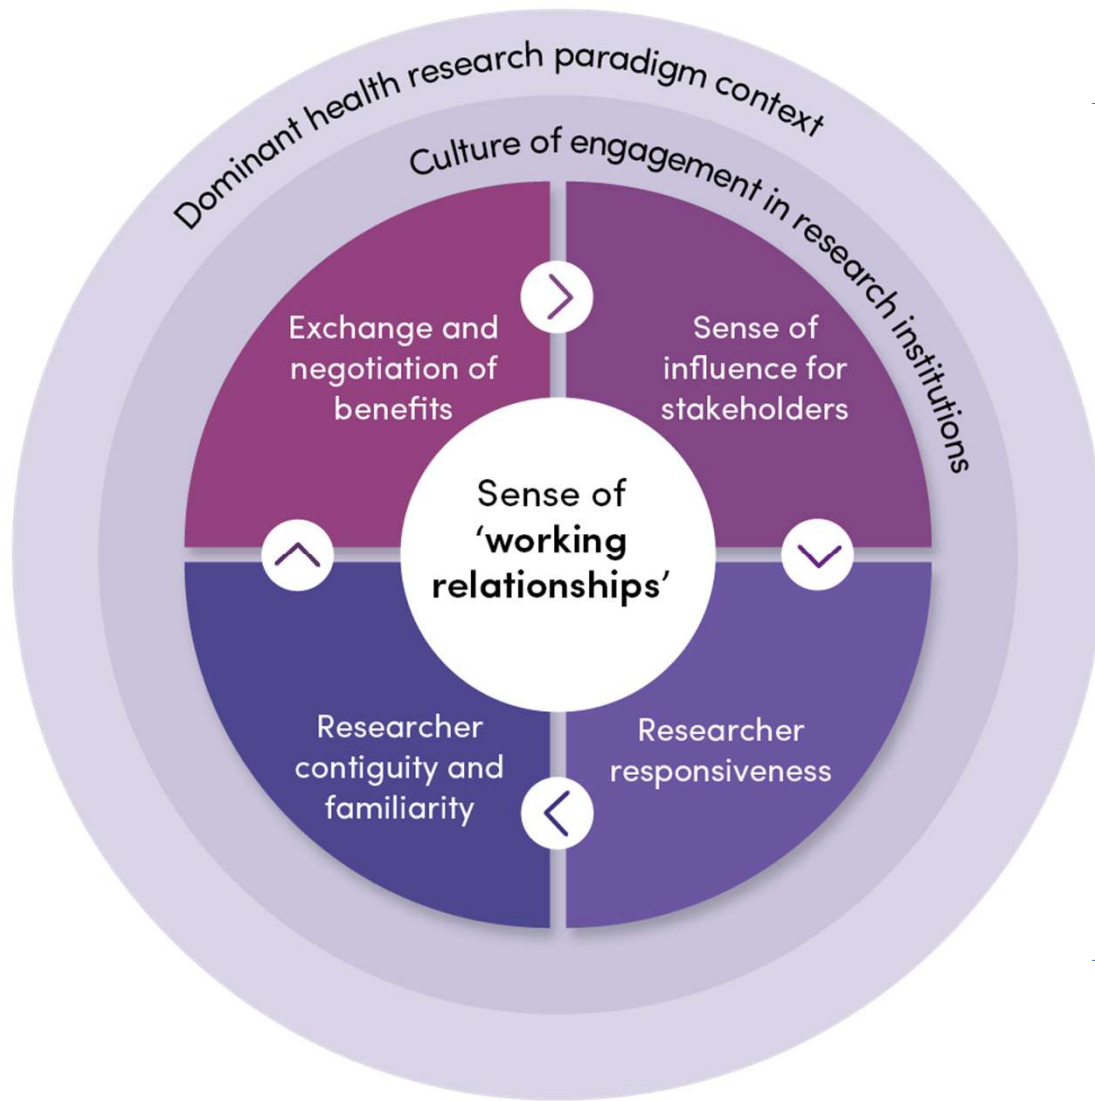 Dominant health research paradigm context
Culture of engagement in research institutions
Exchange and
negotiation of
benefits
Sense of
influence for
stakeholders
Sense of
‘working
relationships’
Researcher
contiguity and
familiarity
Researcher
responsiveness